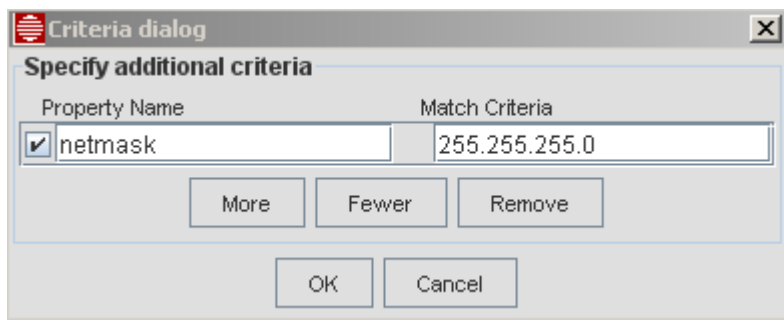 Criteria dialog
Specify additional criteria
Property Name Match Criteria
netmask 255.255.255.0
More Fewer Remove
OK Cancel